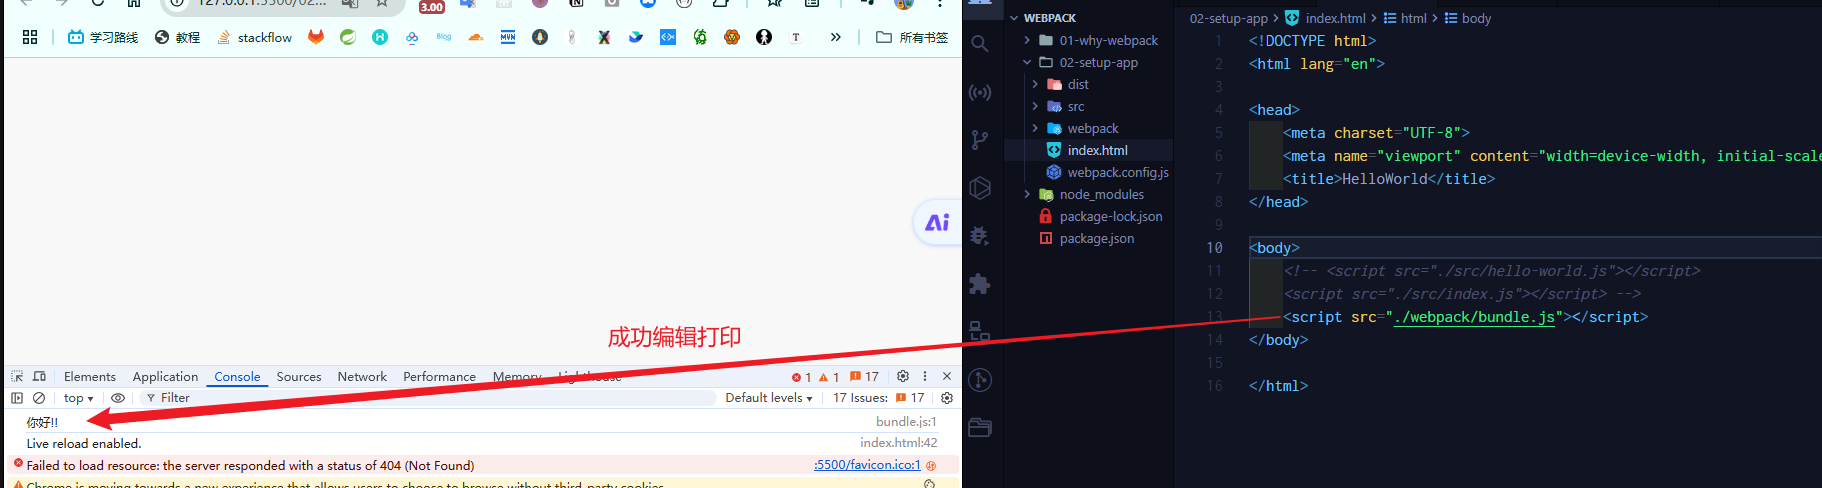 127.0.0.1:5500/02...
3.00
学习路线
教程
stackflow
Blog
MVN
T
»
所有书签
Ai
成功编辑打印
Elements Application Console Sources Network Performance Memory Lighthouse
1 1 17
top Filter Default levels 17 Issues: 17
你好!! bundle.js:1
Live reload enabled. index.html:42
Failed to load resource: the server responded with a status of 404 (Not Found) :5500/favicon.ico:1
Chrome is moving towards a new experience that allows users to choose to browse without third-party cookies.
WEBPACK
01-why-webpack
02-setup-app
dist
src
webpack
index.html
webpack.config.js
node_modules
package-lock.json
package.json
02-setup-app > index.html > html > body
1 <!DOCTYPE html>
2 <html lang="en">
3
4 <head>
5 <meta charset="UTF-8">
6 <meta name="viewport" content="width=device-width, initial-scale
7 <title>HelloWorld</title>
8 </head>
9
10 <body>
11 <!-- <script src="./src/hello-world.js"></script>
12 <script src="./src/index.js"></script> -->
13 <script src="./webpack/bundle.js"></script>
14 </body>
15
16 </html>